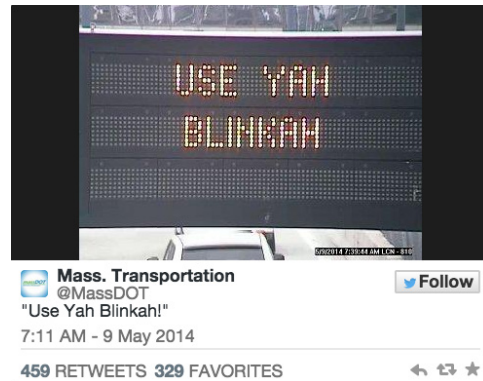 USE YAH
BLINKAH
5/9/2014 7:39:44 AM LCN - 810
massDOT
Mass. Transportation
@MassDOT
Follow
"Use Yah Blinkah!"
7:11 AM - 9 May 2014
459 RETWEETS 329 FAVORITES